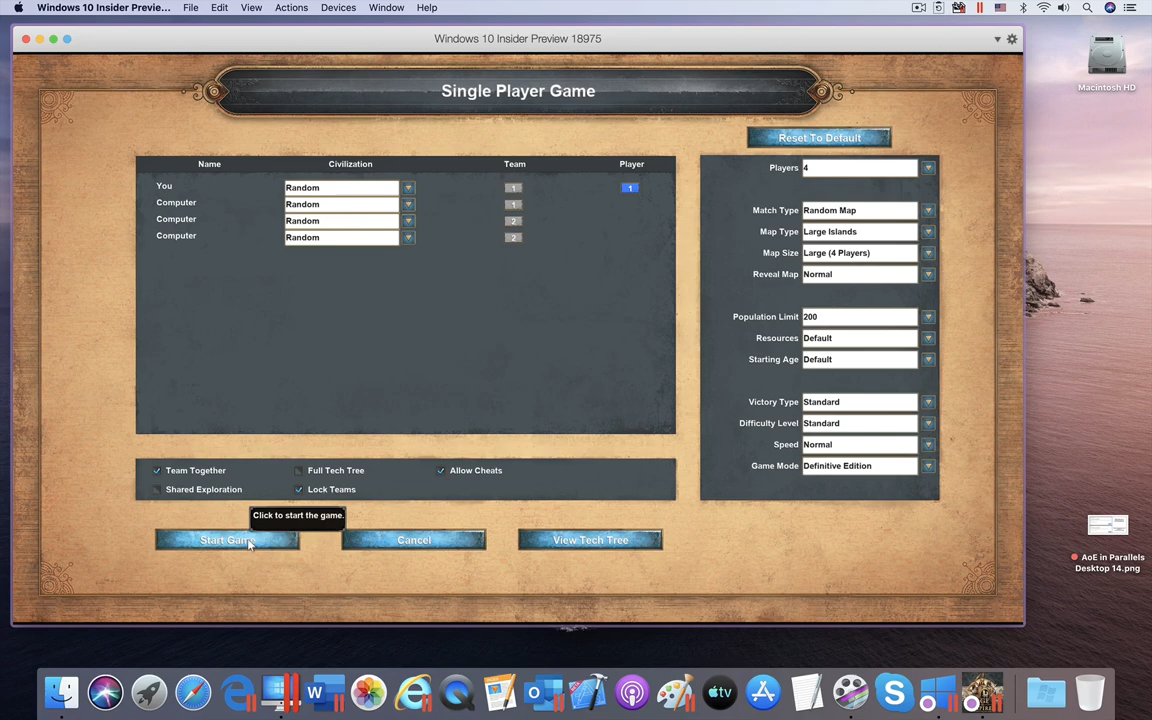 Windows 10 Insider Previe... File Edit View Actions Devices Window Help
Windows 10 Insider Preview 18975
Macintosh HD
Single Player Game
Reset To Default
Name Civilization Team Player
You Random 1 1
Computer Random 1
Computer Random 2
Computer Random 2
Players 4
Match Type Random Map
Map Type Large Islands
Map Size Large (4 Players)
Reveal Map Normal
Population Limit 200
Resources Default
Starting Age Default
Victory Type Standard
Difficulty Level Standard
Speed Normal
Game Mode Definitive Edition
Team Together Full Tech Tree Allow Cheats
Shared Exploration Lock Teams
Click to start the game.
Start Game Cancel View Tech Tree
AoE in Parallels
Desktop 14.png
tv